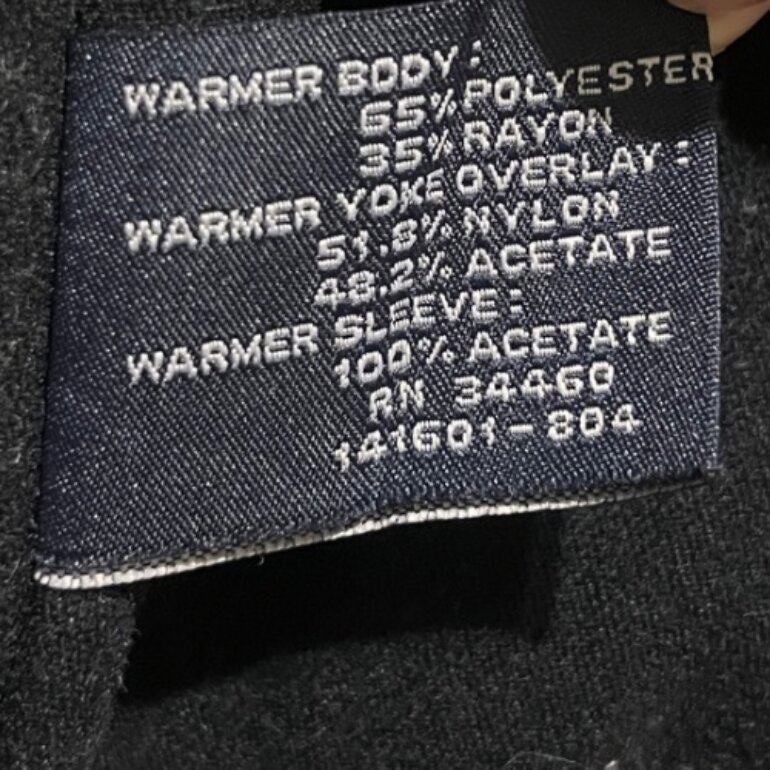 WARMER BODY:
65% POLYESTER
35% RAYON
WARMER YOKE OVERLAY:
51.8% NYLON
48.2% ACETATE
WARMER SLEEVE:
100% ACETATE
RN 34460
141601-804